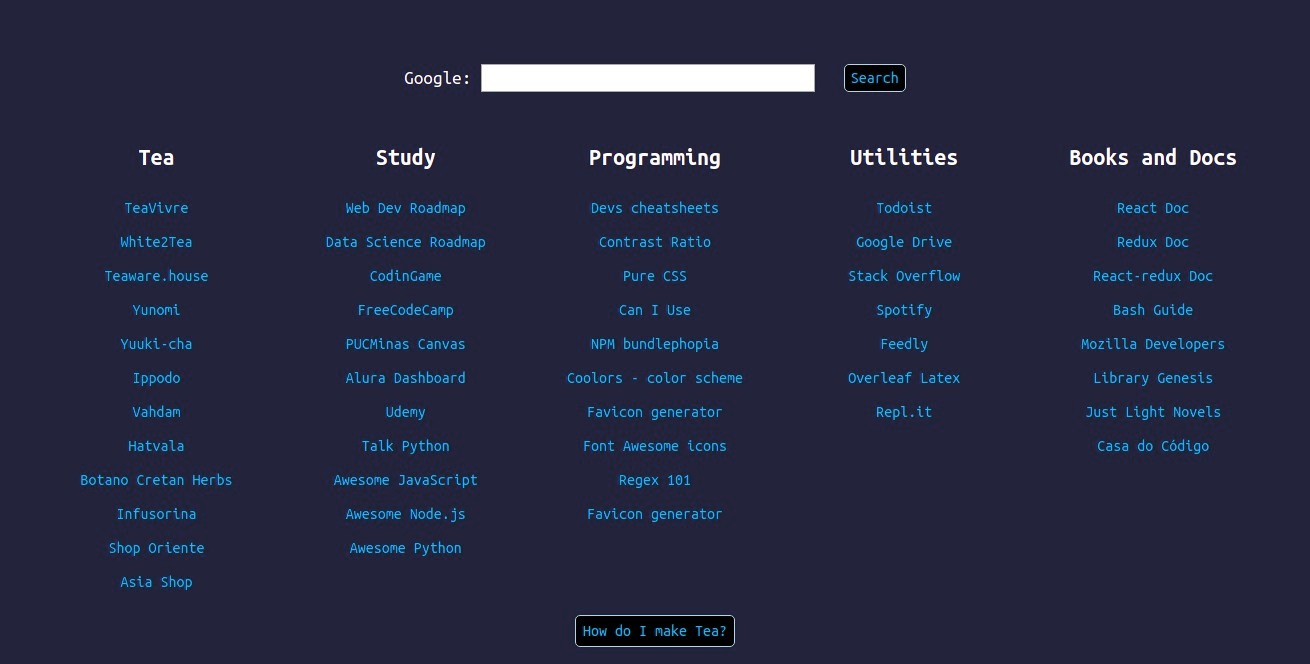 Google:
Search
Tea
TeaVivre
White2Tea
Teaware.house
Yunomi
Yuuki-cha
Ippodo
Vahdam
Hatvala
Botano Cretan Herbs
Infusorina
Shop Oriente
Asia Shop
Study
Web Dev Roadmap
Data Science Roadmap
CodinGame
FreeCodeCamp
PUCMinas Canvas
Alura Dashboard
Udemy
Talk Python
Awesome JavaScript
Awesome Node.js
Awesome Python
Programming
Devs cheatsheets
Contrast Ratio
Pure CSS
Can I Use
NPM bundlephopia
Coolors - color scheme
Favicon generator
Font Awesome icons
Regex 101
Favicon generator
Utilities
Todoist
Google Drive
Stack Overflow
Spotify
Feedly
Overleaf Latex
Repl.it
Books and Docs
React Doc
Redux Doc
React-redux Doc
Bash Guide
Mozilla Developers
Library Genesis
Just Light Novels
Casa do Código
How do I make Tea?